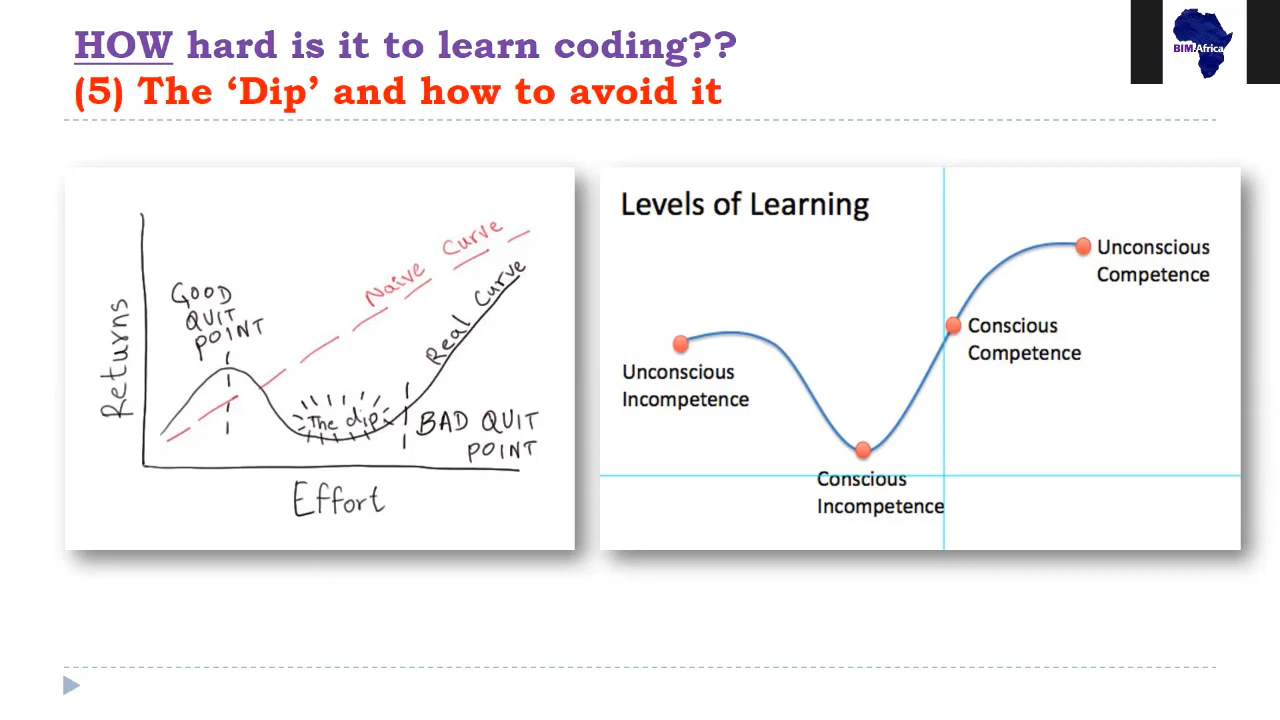 HOW hard is it to learn coding??
(5) The ‘Dip’ and how to avoid it
BIM.Africa
Returns
GOOD
QUIT
POINT
Naive Curve
Real Curve
The dip
BAD QUIT
POINT
Effort
Levels of Learning
Unconscious
Incompetence
Conscious
Incompetence
Conscious
Competence
Unconscious
Competence